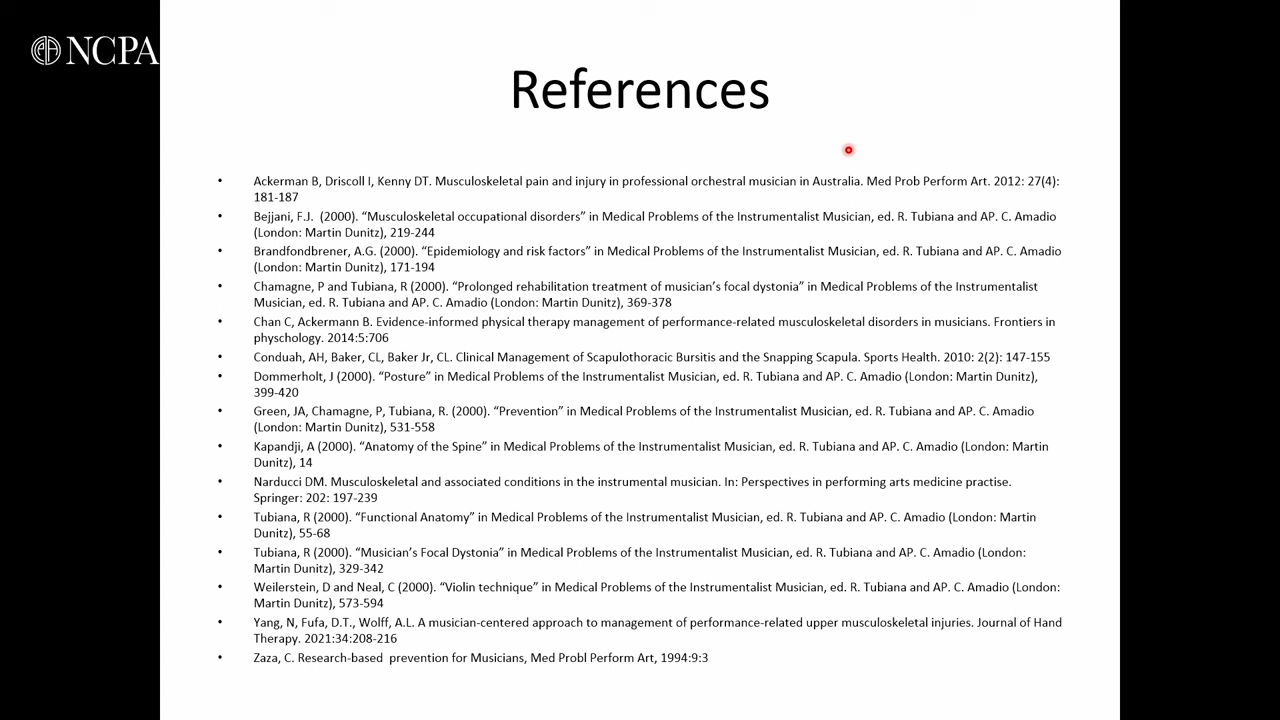 NCPA
References
• Ackerman B, Driscoll I, Kenny DT. Musculoskeletal pain and injury in professional orchestral musician in Australia. Med Prob Perform Art. 2012: 27(4):
181-187
• Bejjani, F.J.  (2000). “Musculoskeletal occupational disorders” in Medical Problems of the Instrumentalist Musician, ed. R. Tubiana and AP. C. Amadio
(London: Martin Dunitz), 219-244
• Brandfondbrener, A.G. (2000). “Epidemiology and risk factors” in Medical Problems of the Instrumentalist Musician, ed. R. Tubiana and AP. C. Amadio
(London: Martin Dunitz), 171-194
• Chamagne, P and Tubiana, R (2000). “Prolonged rehabilitation treatment of musician’s focal dystonia” in Medical Problems of the Instrumentalist
Musician, ed. R. Tubiana and AP. C. Amadio (London: Martin Dunitz), 369-378
• Chan C, Ackermann B. Evidence-informed physical therapy management of performance-related musculoskeletal disorders in musicians. Frontiers in
physchology. 2014:5:706
• Conduah, AH, Baker, CL, Baker Jr, CL. Clinical Management of Scapulothoracic Bursitis and the Snapping Scapula. Sports Health. 2010: 2(2): 147-155
• Dommerholt, J (2000). “Posture” in Medical Problems of the Instrumentalist Musician, ed. R. Tubiana and AP. C. Amadio (London: Martin Dunitz),
399-420
• Green, JA, Chamagne, P, Tubiana, R. (2000). “Prevention” in Medical Problems of the Instrumentalist Musician, ed. R. Tubiana and AP. C. Amadio
(London: Martin Dunitz), 531-558
• Kapandji, A (2000). “Anatomy of the Spine” in Medical Problems of the Instrumentalist Musician, ed. R. Tubiana and AP. C. Amadio (London: Martin
Dunitz), 14
• Narducci DM. Musculoskeletal and associated conditions in the instrumental musician. In: Perspectives in performing arts medicine practise.
Springer: 202: 197-239
• Tubiana, R (2000). “Functional Anatomy” in Medical Problems of the Instrumentalist Musician, ed. R. Tubiana and AP. C. Amadio (London: Martin
Dunitz), 55-68
• Tubiana, R (2000). “Musician’s Focal Dystonia” in Medical Problems of the Instrumentalist Musician, ed. R. Tubiana and AP. C. Amadio (London:
Martin Dunitz), 329-342
• Weilerstein, D and Neal, C (2000). “Violin technique” in Medical Problems of the Instrumentalist Musician, ed. R. Tubiana and AP. C. Amadio (London:
Martin Dunitz), 573-594
• Yang, N, Fufa, D.T., Wolff, A.L. A musician-centered approach to management of performance-related upper musculoskeletal injuries. Journal of Hand
Therapy. 2021:34:208-216
• Zaza, C. Research-based  prevention for Musicians, Med Probl Perform Art, 1994:9:3